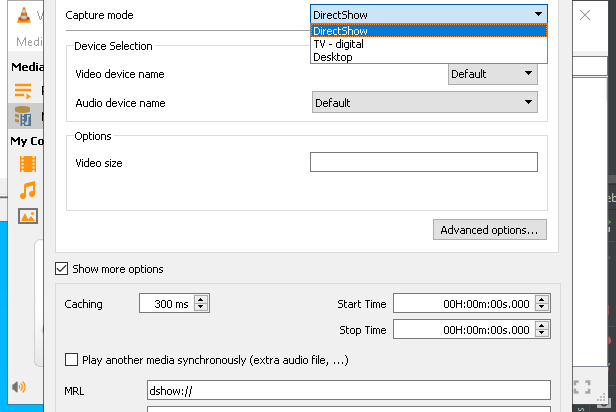 Capture mode
DirectShow
DirectShow
TV - digital
Desktop
Device Selection
Video device name
Default
Audio device name
Default
Options
Video size
Advanced options...
Show more options
Caching
300 ms
Start Time
00H:00m:00s.000
Stop Time
00H:00m:00s.000
Play another media synchronously (extra audio file, ...)
MRL
dshow://
Media
Media
My Co